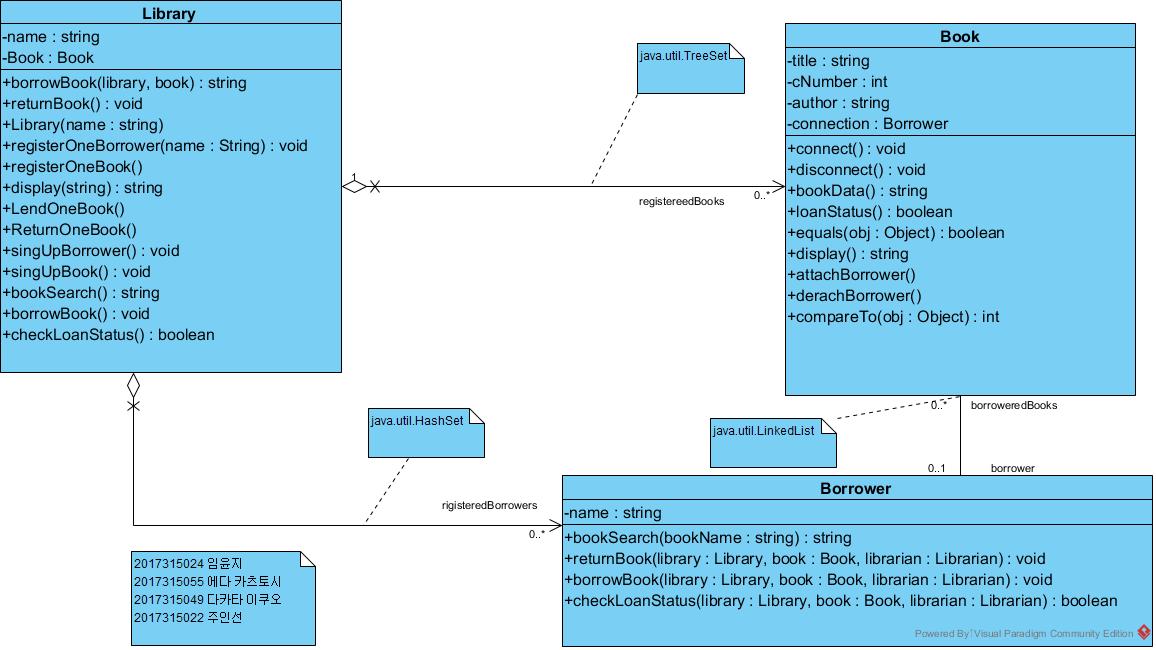 Library
-name : string
-Book : Book
+borrowBook(library, book) : string
+returnBook() : void
+Library(name : string)
+registerOneBorrower(name : String) : void
+registerOneBook()
+display(string) : string
+LendOneBook()
+ReturnOneBook()
+singUpBorrower() : void
+singUpBook() : void
+bookSearch() : string
+borrowBook() : void
+checkLoanStatus() : boolean
1
java.util.TreeSet
registereedBooks
0..*
Book
-title : string
-cNumber : int
-author : string
-connection : Borrower
+connect() : void
+disconnect() : void
+bookData() : string
+loanStatus() : boolean
+equals(obj : Object) : boolean
+display() : string
+attachBorrower()
+derachBorrower()
+compareTo(obj : Object) : int
java.util.HashSet
rigisteredBorrowers
0..*
java.util.LinkedList
0..*
borroweredBooks
0..1
borrower
Borrower
-name : string
+bookSearch(bookName : string) : string
+returnBook(library : Library, book : Book, librarian : Librarian) : void
+borrowBook(library : Library, book : Book, librarian : Librarian) : void
+checkLoanStatus(library : Library, book : Book, librarian : Librarian) : boolean
2017315024 임윤지
2017315055 에다 카츠토시
2017315049 다카타 이쿠오
2017315022 주인선
Powered By Visual Paradigm Community Edition